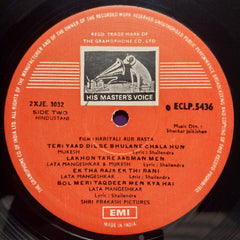 REGD. TRADE MARK OF
THE GRAMOPHONE CO. LTD.
2XJE. 3032
SIDE TWO
HINDUSTANI
HIS MASTER'S VOICE
ECLP. 5436
Music Dir. :
Shankar Jaikishan
FILM : HARIYALI AUR RASTA
TERI YAAD DIL SE BHULANE CHALA HUN
MUKESH Lyric : Shailendra
LAKHON TARE AASMAN MEN
LATA MANGESHKAR & MUKESH Lyric : Shailendra
EK THA RAJA EK THI RANI
LATA MANGESHKAR Lyric : Shailendra
BOL MERI TAQDEER MEN KYA HAI
LATA MANGESHKAR & MUKESH Lyric : Shailendra
SHRI PRAKASH PICTURES
EMI
MADE IN INDIA